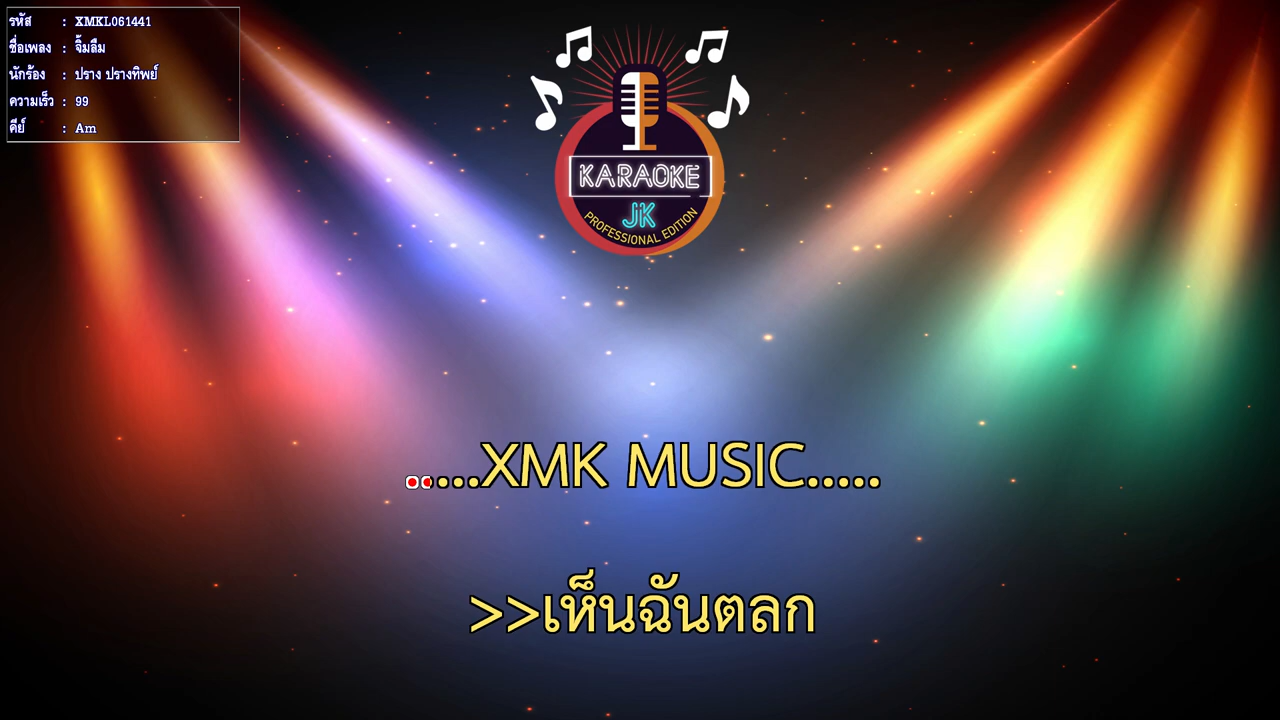 รหัส : XMKL061441
ชื่อเพลง : จิ้มลืม
นักร้อง : ปราง ปรางทิพย์
ความเร็ว : 99
คีย์ : Am
KARAOKE
JK
PROFESSIONAL EDITION
.....XMK MUSIC.....
>>เห็นฉันตลก